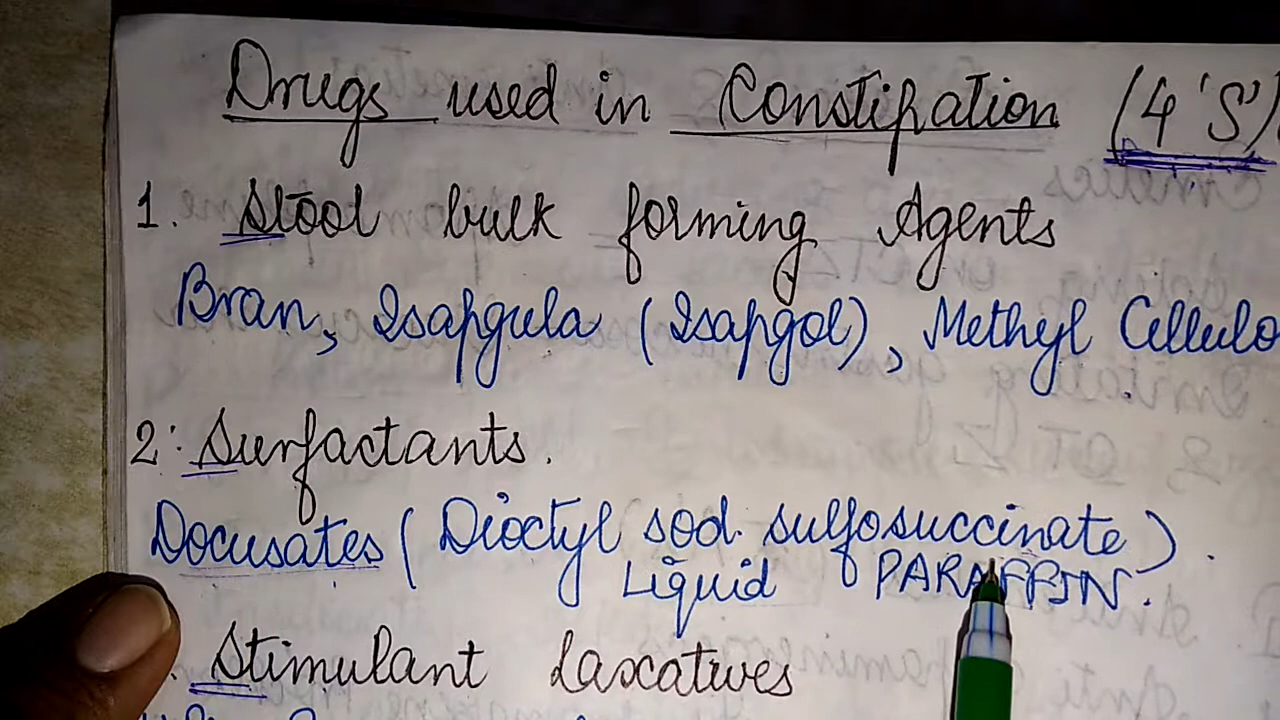 Drugs used in Constipation (4 'S')
1. Stool bulk forming Agents
Bran, Isapgula (Isapgol), Methyl Cellulo
2: Surfactants.
Docusates (Dioctyl sod. sulfosuccinate).
Liquid PARAFFIN.
Stimulant Laxatives